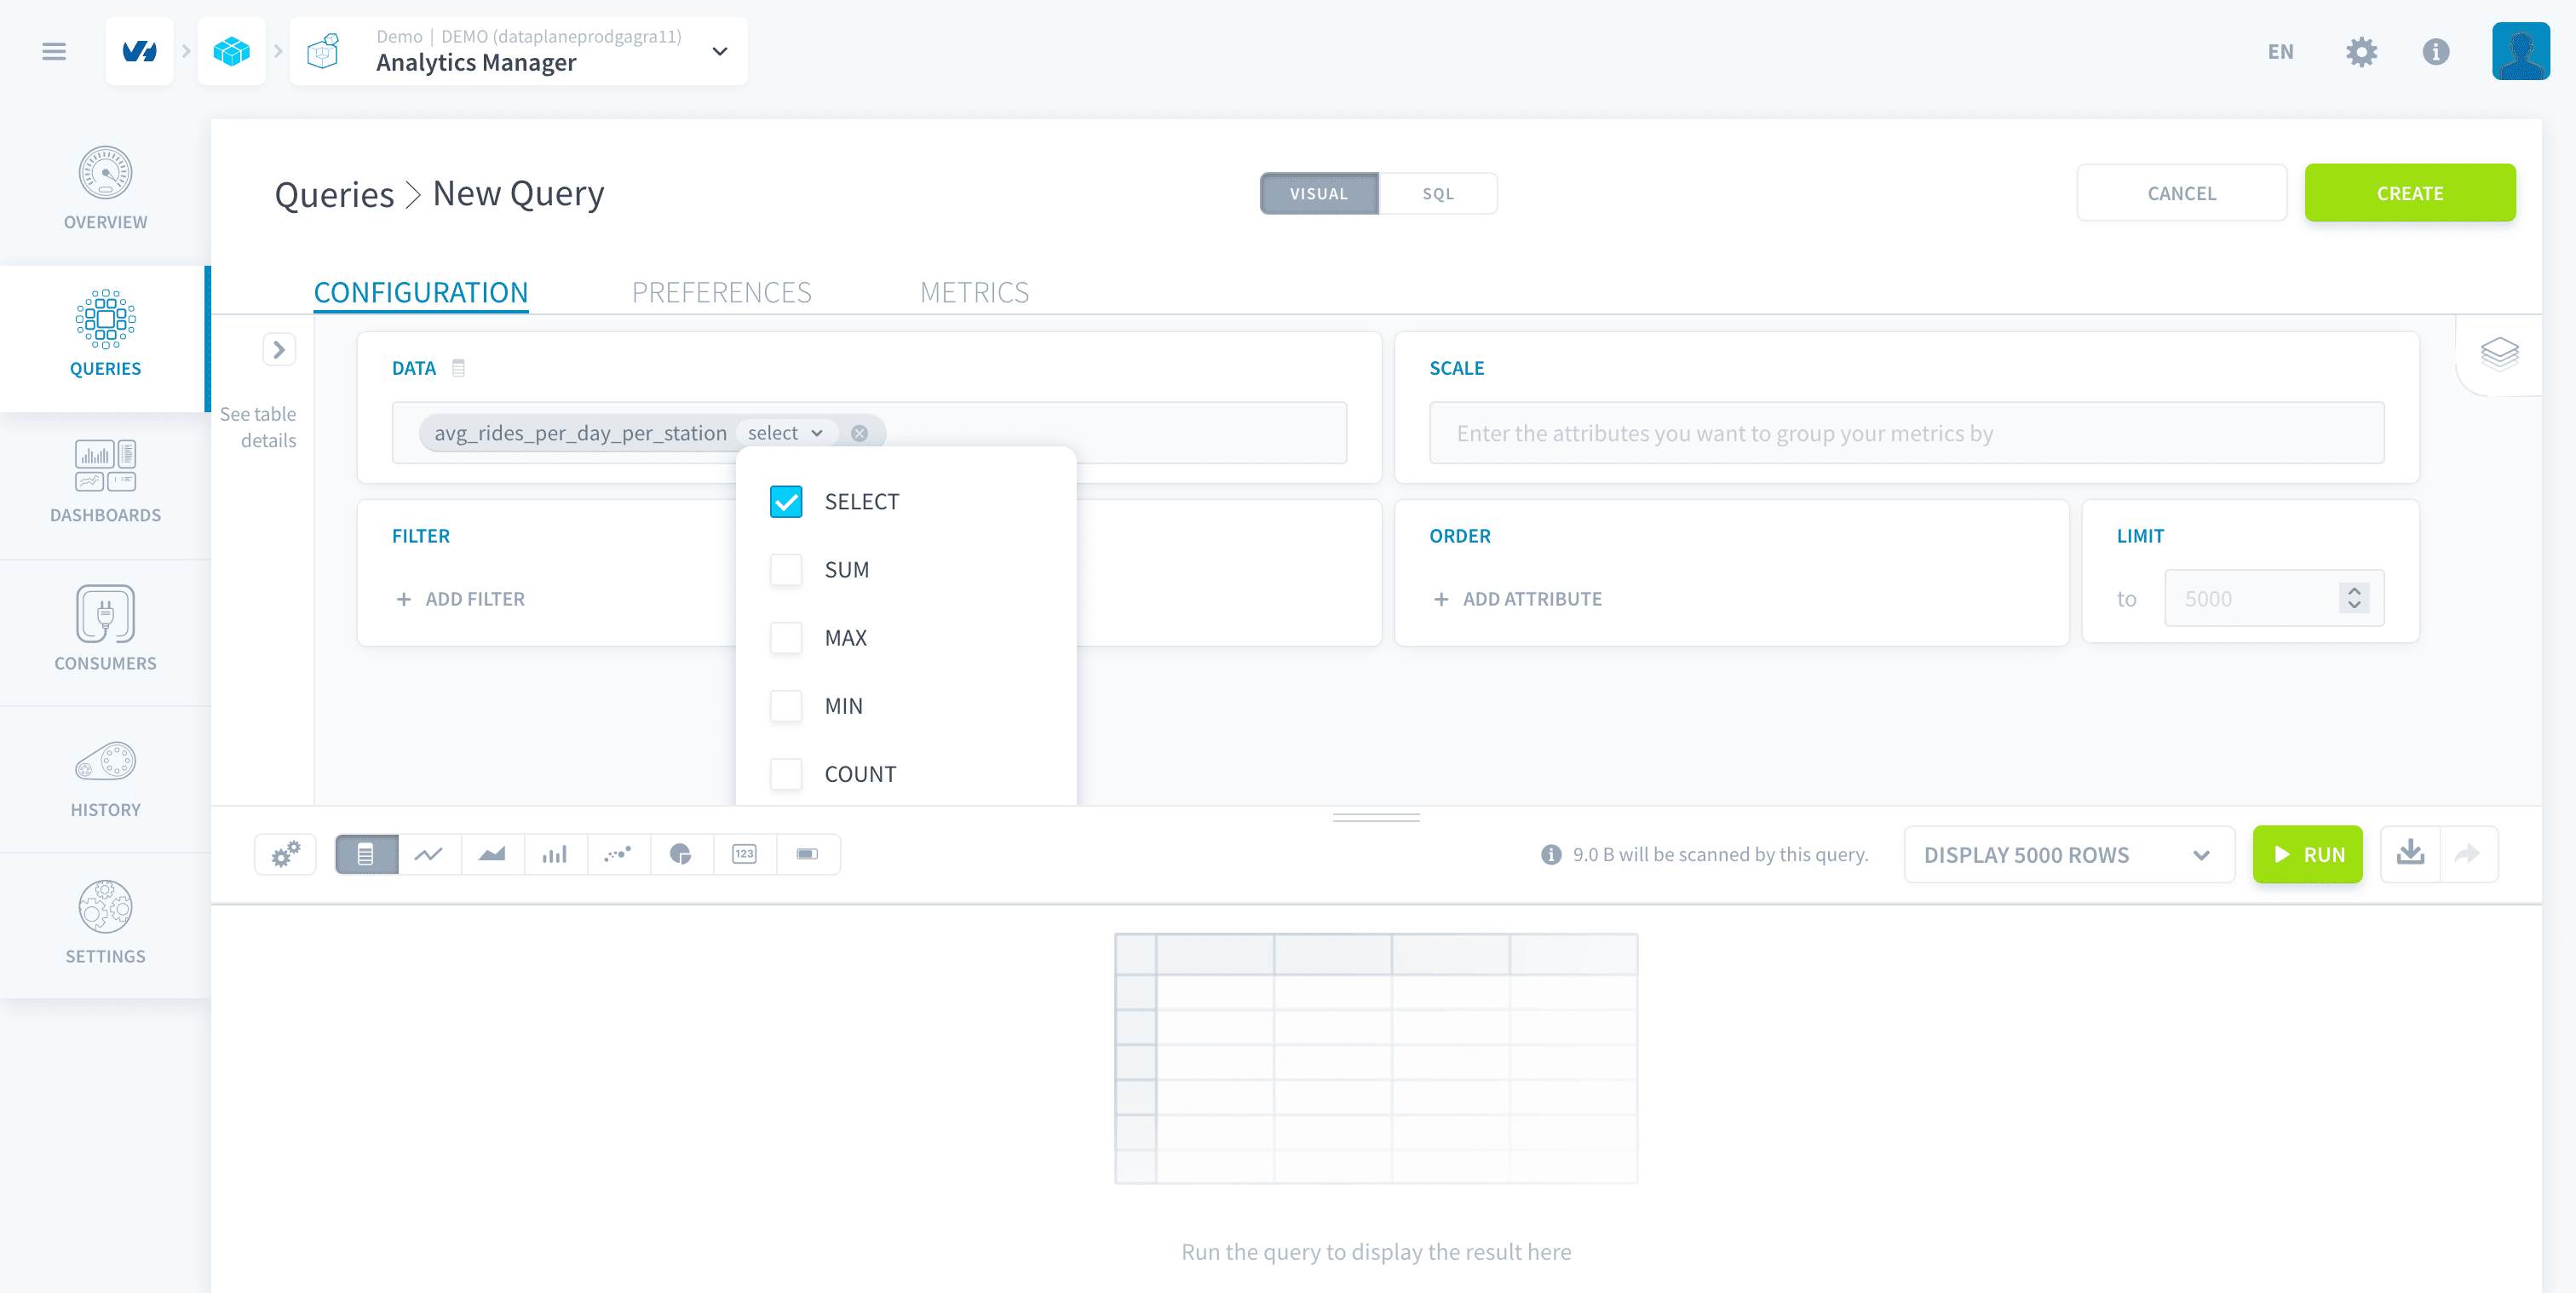 Demo | DEMO (dataplaneprodgagra11)
Analytics Manager
EN
OVERVIEW
QUERIES
DASHBOARDS
CONSUMERS
HISTORY
SETTINGS
Queries > New Query
VISUAL
SQL
CANCEL
CREATE
CONFIGURATION
PREFERENCES
METRICS
See table
details
DATA
avg_rides_per_day_per_station
select
SELECT
SUM
MAX
MIN
COUNT
SCALE
Enter the attributes you want to group your metrics by
FILTER
+ ADD FILTER
ORDER
+ ADD ATTRIBUTE
LIMIT
to
5000
123
9.0 B will be scanned by this query.
DISPLAY 5000 ROWS
RUN
Run the query to display the result here